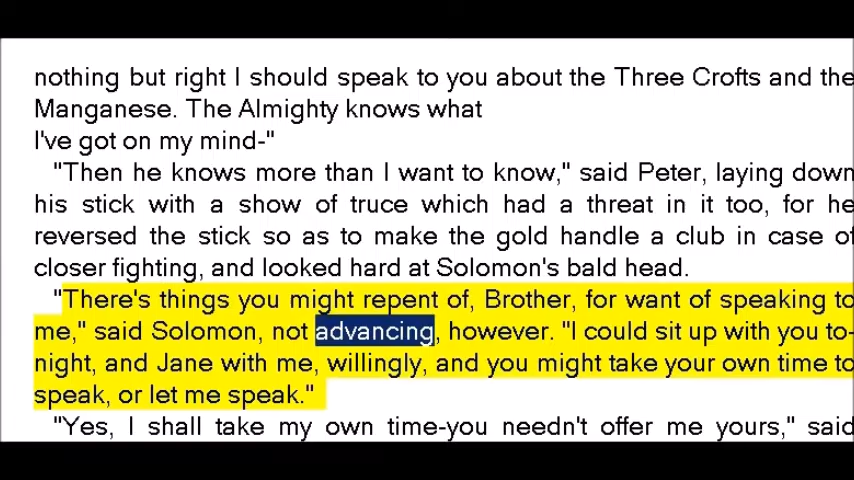 nothing but right I should speak to you about the Three Crofts and the
Manganese. The Almighty knows what
I've got on my mind-"
"Then he knows more than I want to know," said Peter, laying down
his stick with a show of truce which had a threat in it too, for he
reversed the stick so as to make the gold handle a club in case of
closer fighting, and looked hard at Solomon's bald head.
"There's things you might repent of, Brother, for want of speaking to
me," said Solomon, not advancing, however. "I could sit up with you to-
night, and Jane with me, willingly, and you might take your own time to
speak, or let me speak."
"Yes, I shall take my own time-you needn't offer me yours," said